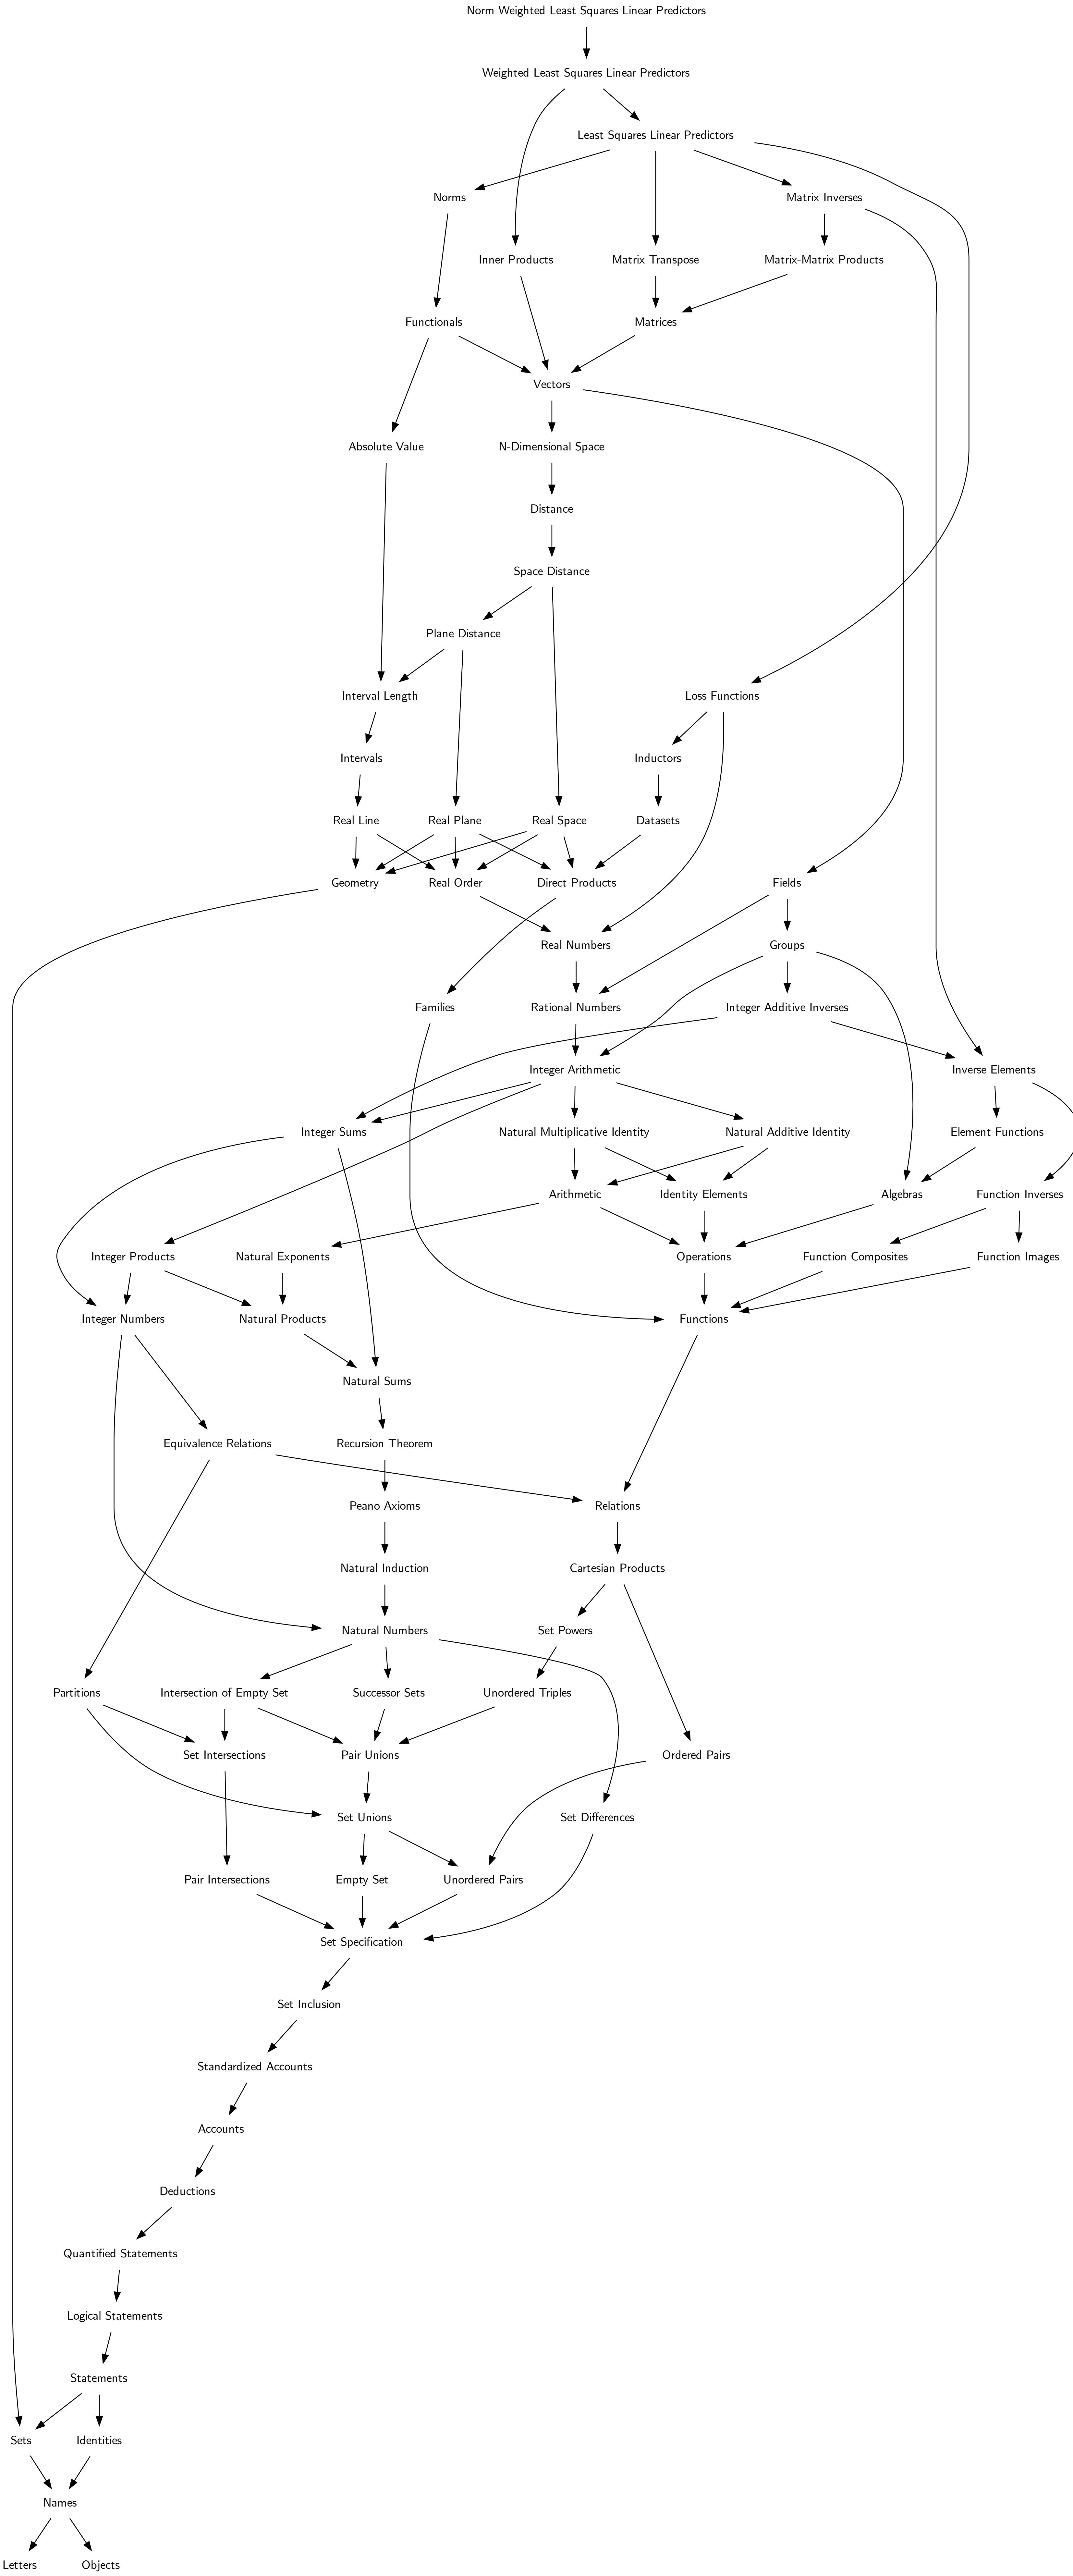 Norm Weighted Least Squares Linear Predictors
Weighted Least Squares Linear Predictors
Least Squares Linear Predictors
Norms
Matrix Inverses
Inner Products
Matrix Transpose
Matrix-Matrix Products
Functionals
Matrices
Vectors
Absolute Value
N-Dimensional Space
Distance
Space Distance
Plane Distance
Interval Length
Loss Functions
Intervals
Inductors
Real Line
Real Plane
Real Space
Datasets
Geometry
Real Order
Direct Products
Fields
Real Numbers
Groups
Families
Rational Numbers
Integer Additive Inverses
Integer Arithmetic
Inverse Elements
Integer Sums
Natural Multiplicative Identity
Natural Additive Identity
Element Functions
Arithmetic
Identity Elements
Algebras
Function Inverses
Integer Products
Natural Exponents
Operations
Function Composites
Function Images
Integer Numbers
Natural Products
Functions
Natural Sums
Equivalence Relations
Recursion Theorem
Peano Axioms
Relations
Natural Induction
Cartesian Products
Natural Numbers
Set Powers
Partitions
Intersection of Empty Set
Successor Sets
Unordered Triples
Set Intersections
Pair Unions
Ordered Pairs
Set Unions
Set Differences
Pair Intersections
Empty Set
Unordered Pairs
Set Specification
Set Inclusion
Standardized Accounts
Accounts
Deductions
Quantified Statements
Logical Statements
Statements
Sets
Identities
Names
Letters
Objects